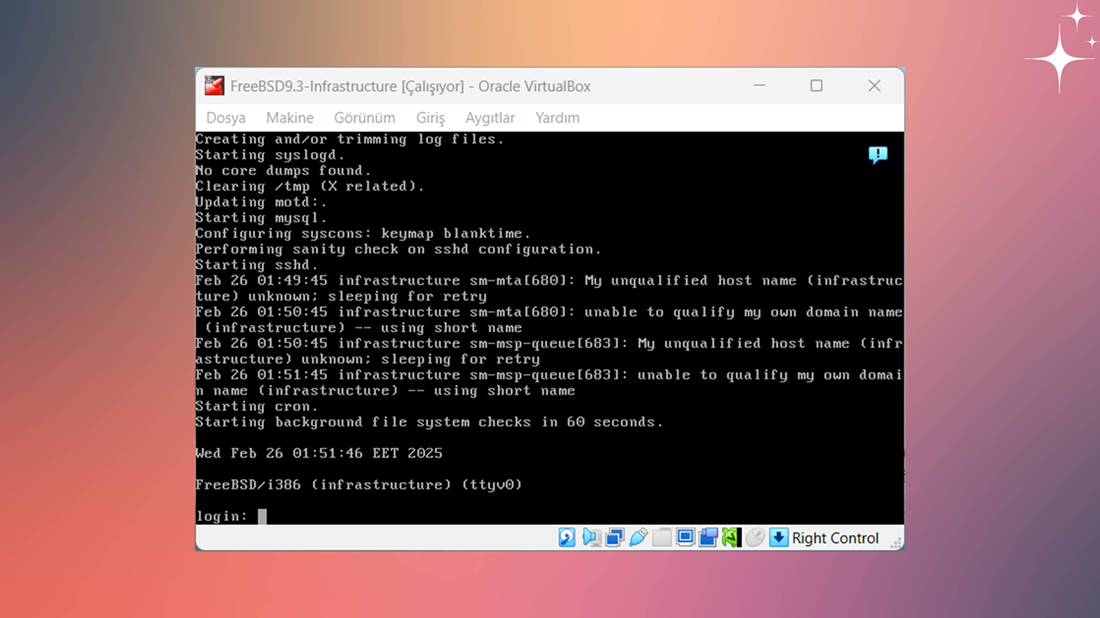 FreeBSD9.3-Infrastructure [Çalışıyor] - Oracle VirtualBox
Dosya Makine Görünüm Giriş Aygıtlar Yardım
Creating and/or trimming log files.
Starting syslogd.
No core dumps found.
Clearing /tmp (X related).
Updating motd:.
Starting mysql.
Configuring syscons: keymap blanktime.
Performing sanity check on sshd configuration.
Starting sshd.
Feb 26 01:49:45 infrastructure sm-mta[680]: My unqualified host name (infrastruc
ture) unknown; sleeping for retry
Feb 26 01:50:45 infrastructure sm-mta[680]: unable to qualify my own domain name
 (infrastructure) -- using short name
Feb 26 01:50:45 infrastructure sm-msp-queue[683]: My unqualified host name (infr
astructure) unknown; sleeping for retry
Feb 26 01:51:45 infrastructure sm-msp-queue[683]: unable to qualify my own domai
n name (infrastructure) -- using short name
Starting cron.
Starting background file system checks in 60 seconds.
Wed Feb 26 01:51:46 EET 2025
FreeBSD/i386 (infrastructure) (ttyv0)
login:
Right Control